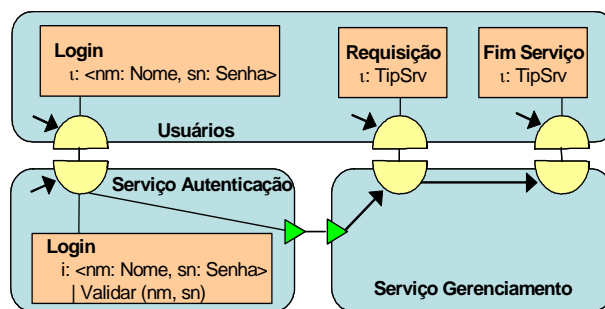 Login
ι: <nm: Nome, sn: Senha>
Requisição
ι: TipSrv
Fim Serviço
ι: TipSrv
Usuários
Serviço Autenticação
Login
i: <nm: Nome, sn: Senha>
| Validar (nm, sn)
Serviço Gerenciamento